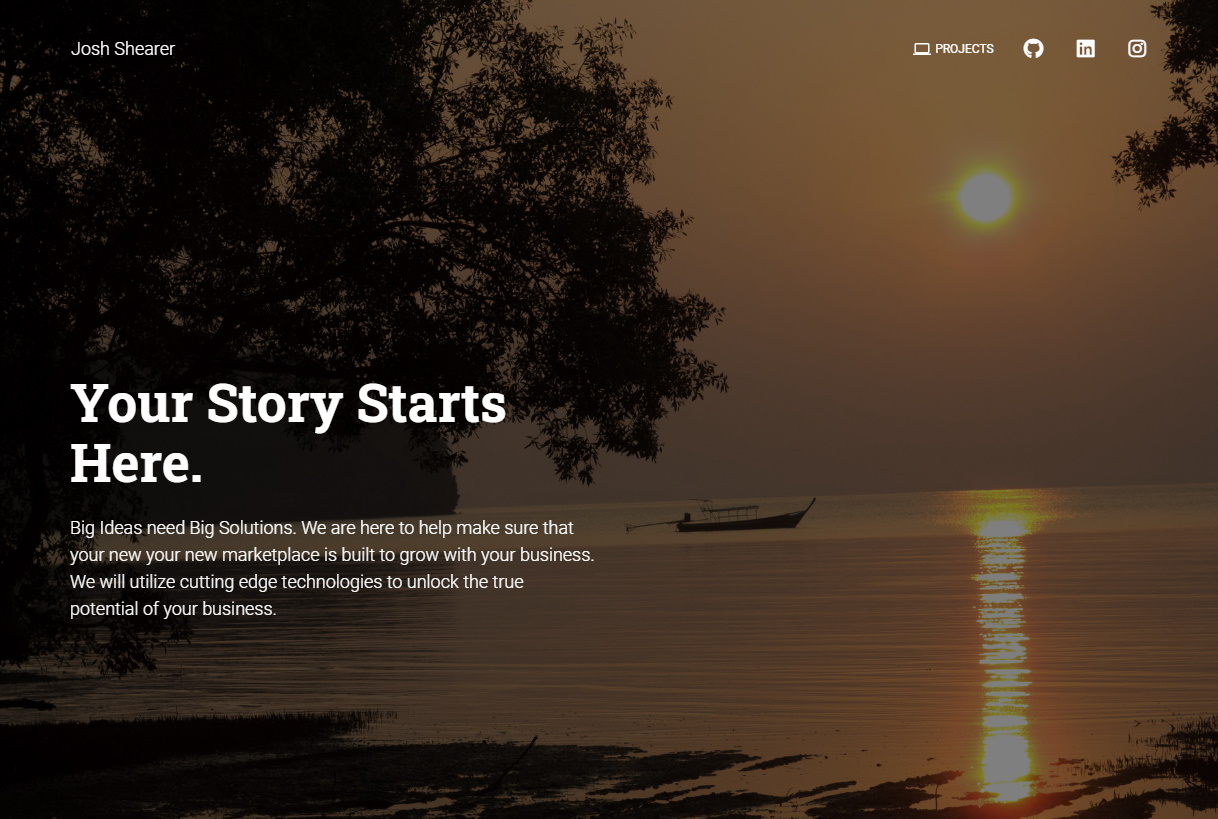 Josh Shearer
PROJECTS
Your Story Starts
Here.
Big Ideas need Big Solutions. We are here to help make sure that
your new your new marketplace is built to grow with your business.
We will utilize cutting edge technologies to unlock the true
potential of your business.